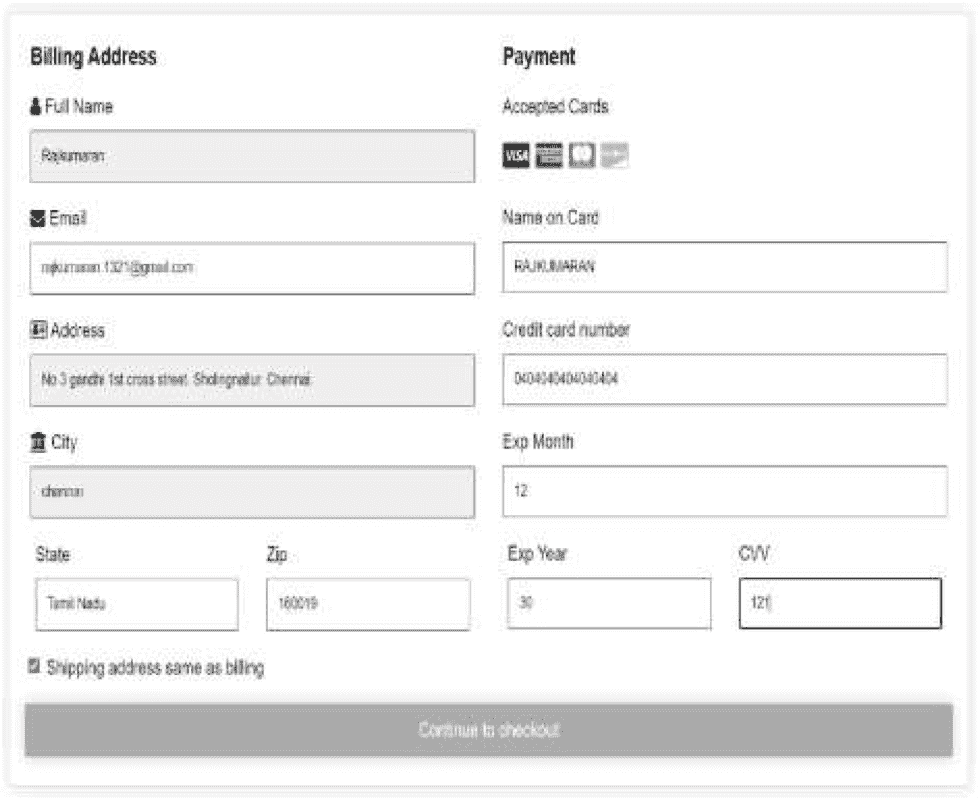 Billing Address
Full Name
Rajkumaran
Email
rajkumaran.1321@gmail.com
Address
No 3 gandhi 1st cross street, Sholingnallur, Chennai.
City
chennai
State
Zip
Tamil Nadu
160019
Shipping address same as billing
Payment
Accepted Cards
VISA
Name on Card
RAJKUMARAN
Credit card number
0404040404040404
Exp Month
12
Exp Year
CVV
30
121
Continue to checkout